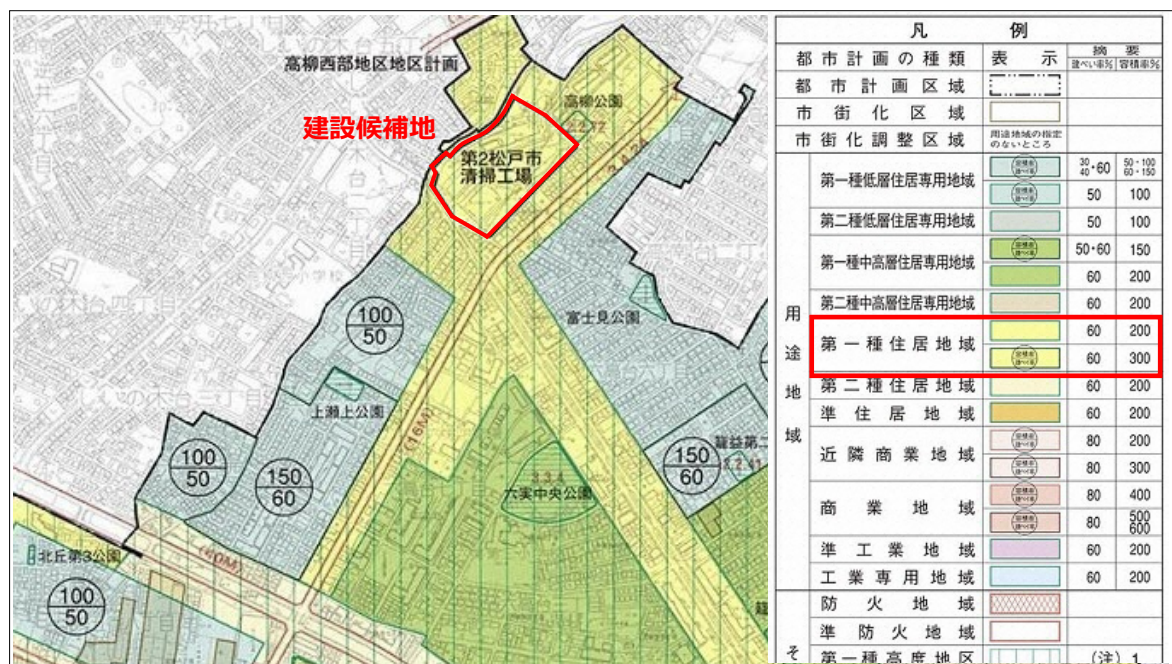 高柳西部地区地区計画
建設候補地
高柳公園
2.2.12
3.4.20
第2松戸市
清掃工場
100
50
富士見公園
上瀬上公園
(16M)
100
50
150
60
3.3.4
六実中央公園
150
60
北丘第3公園
(40M)
100
50
凡例
都市計画の種類 表示 摘要
建ぺい率% 容積率%
都市計画区域
市街化区域
市街化調整区域 用途地域の指定
のないところ
用途地域
第一種低層住居専用地域 30・60 50・100
40 60・150
50 100
第二種低層住居専用地域 50 100
第一種中高層住居専用地域 50・60 150
60 200
第二種中高層住居専用地域 60 200
第一種住居地域 60 200
60 300
第二種住居地域 60 200
準住居地域 60 200
近隣商業地域 80 200
80 300
商業地域 80 400
80 500
600
準工業地域 60 200
工業専用地域 60 200
そ
防火地域
準防火地域
第一種高度地区 (注) 1